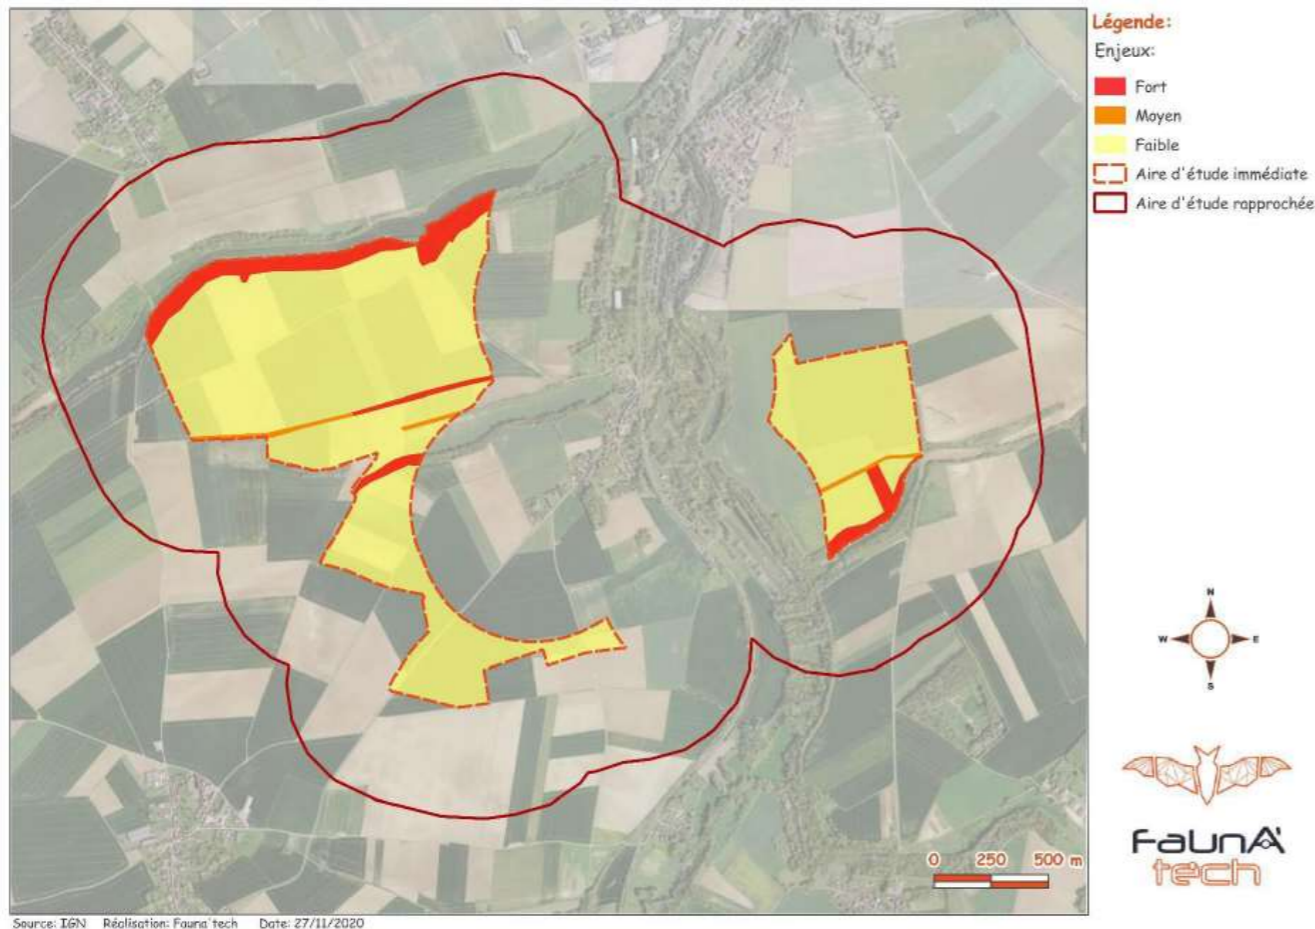 Légende:
Enjeux:
Fort
Moyen
Faible
Aire d'étude immédiate
Aire d'étude rapprochée
N
W E
S
FaunA'
tech
0 250 500 m
Source: IGN Réalisation: Fauna'tech Date: 27/11/2020